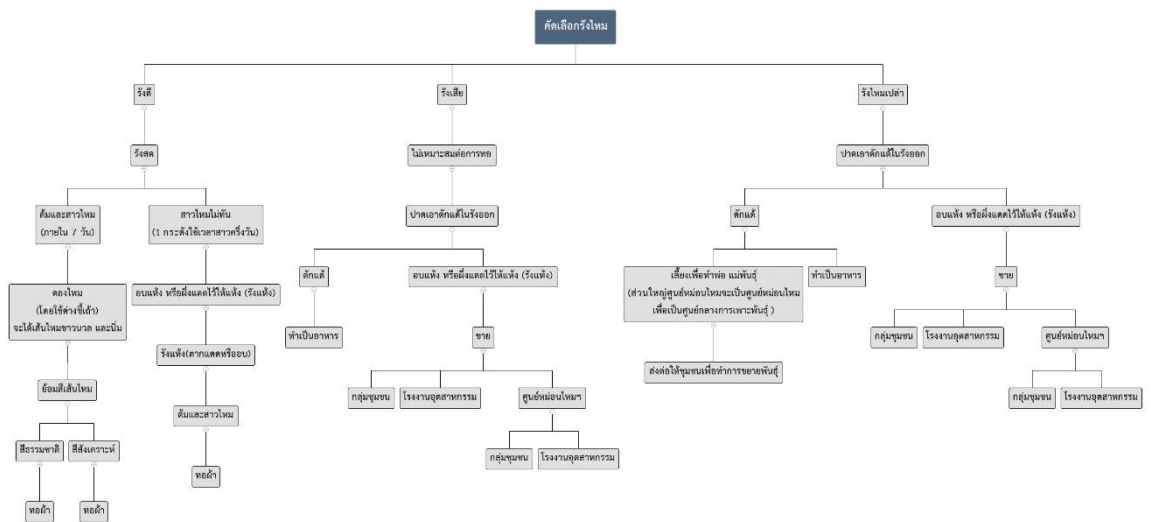 คัดเลือกรังไหม
รังดี
รังเสีย
รังไหมเปล่า
รังสด
ไม่เหมาะสมต่อการทอ
ปาดเอาดักแด้ในรังออก
ต้มและสาวไหม
(ภายใน 7 วัน)
สาวไหมไม่ทัน
(1 กระด้งใช้เวลาสาวครึ่งวัน)
ปาดเอาดักแด้ในรังออก
ดักแด้
อบแห้ง หรือผึ่งแดดไว้ให้แห้ง (รังแห้ง)
ดองไหม
(โดยใช้ด่างขี้เถ้า)
จะได้เส้นไหมขาวนวล และนิ่ม
อบแห้ง หรือผึ่งแดดไว้ให้แห้ง (รังแห้ง)
ดักแด้
อบแห้ง หรือผึ่งแดดไว้ให้แห้ง (รังแห้ง)
เลี้ยงเพื่อทำพ่อ แม่พันธุ์
(ส่วนใหญ่ศูนย์หม่อนไหมจะเป็นศูนย์หม่อนไหม
เพื่อเป็นศูนย์กลางการเพาะพันธุ์ )
ทำเป็นอาหาร
ขาย
รังแห้ง(ตากแดดหรืออบ)
ทำเป็นอาหาร
ขาย
ส่งต่อให้ชุมชนเพื่อทำการขยายพันธุ์
กลุ่มชุมชน
โรงงานอุตสาหกรรม
ศูนย์หม่อนไหมฯ
ย้อมสีเส้นไหม
ต้มและสาวไหม
กลุ่มชุมชน
โรงงานอุตสาหกรรม
ศูนย์หม่อนไหมฯ
กลุ่มชุมชน
โรงงานอุตสาหกรรม
สีธรรมชาติ
สีสังเคราะห์
ทอผ้า
กลุ่มชุมชน
โรงงานอุตสาหกรรม
ทอผ้า
ทอผ้า